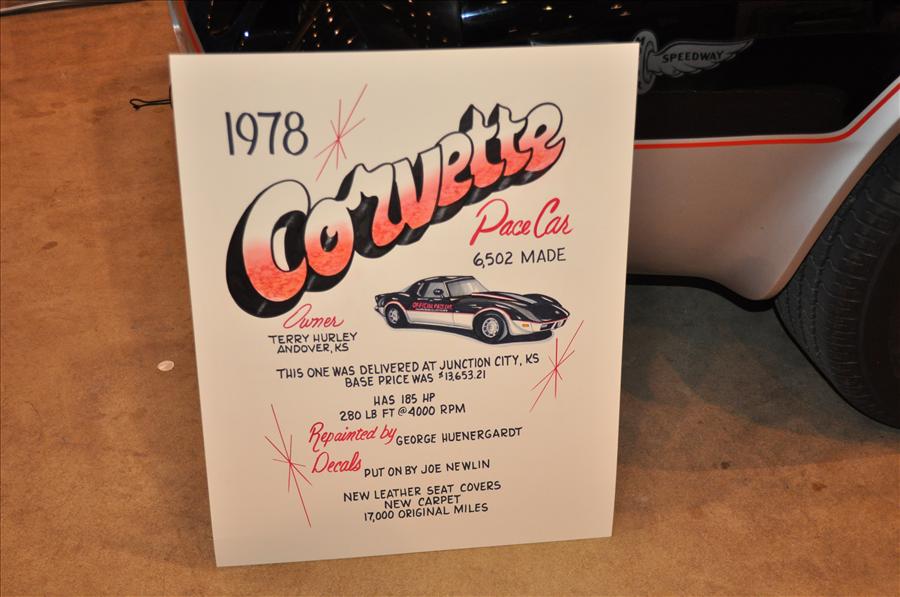 SPEEDWAY
1978
Corvette
Pace Car
6,502 MADE
OFFICIAL PACE CAR
Owner
TERRY HURLEY
ANDOVER, KS
THIS ONE WAS DELIVERED AT JUNCTION CITY, KS
BASE PRICE WAS $13,653.21
HAS 185 HP
280 LB FT @ 4000 RPM
Repainted by GEORGE HUENERGARDT
Decals PUT ON BY JOE NEWLIN
NEW LEATHER SEAT COVERS
NEW CARPET
17,000 ORIGINAL MILES